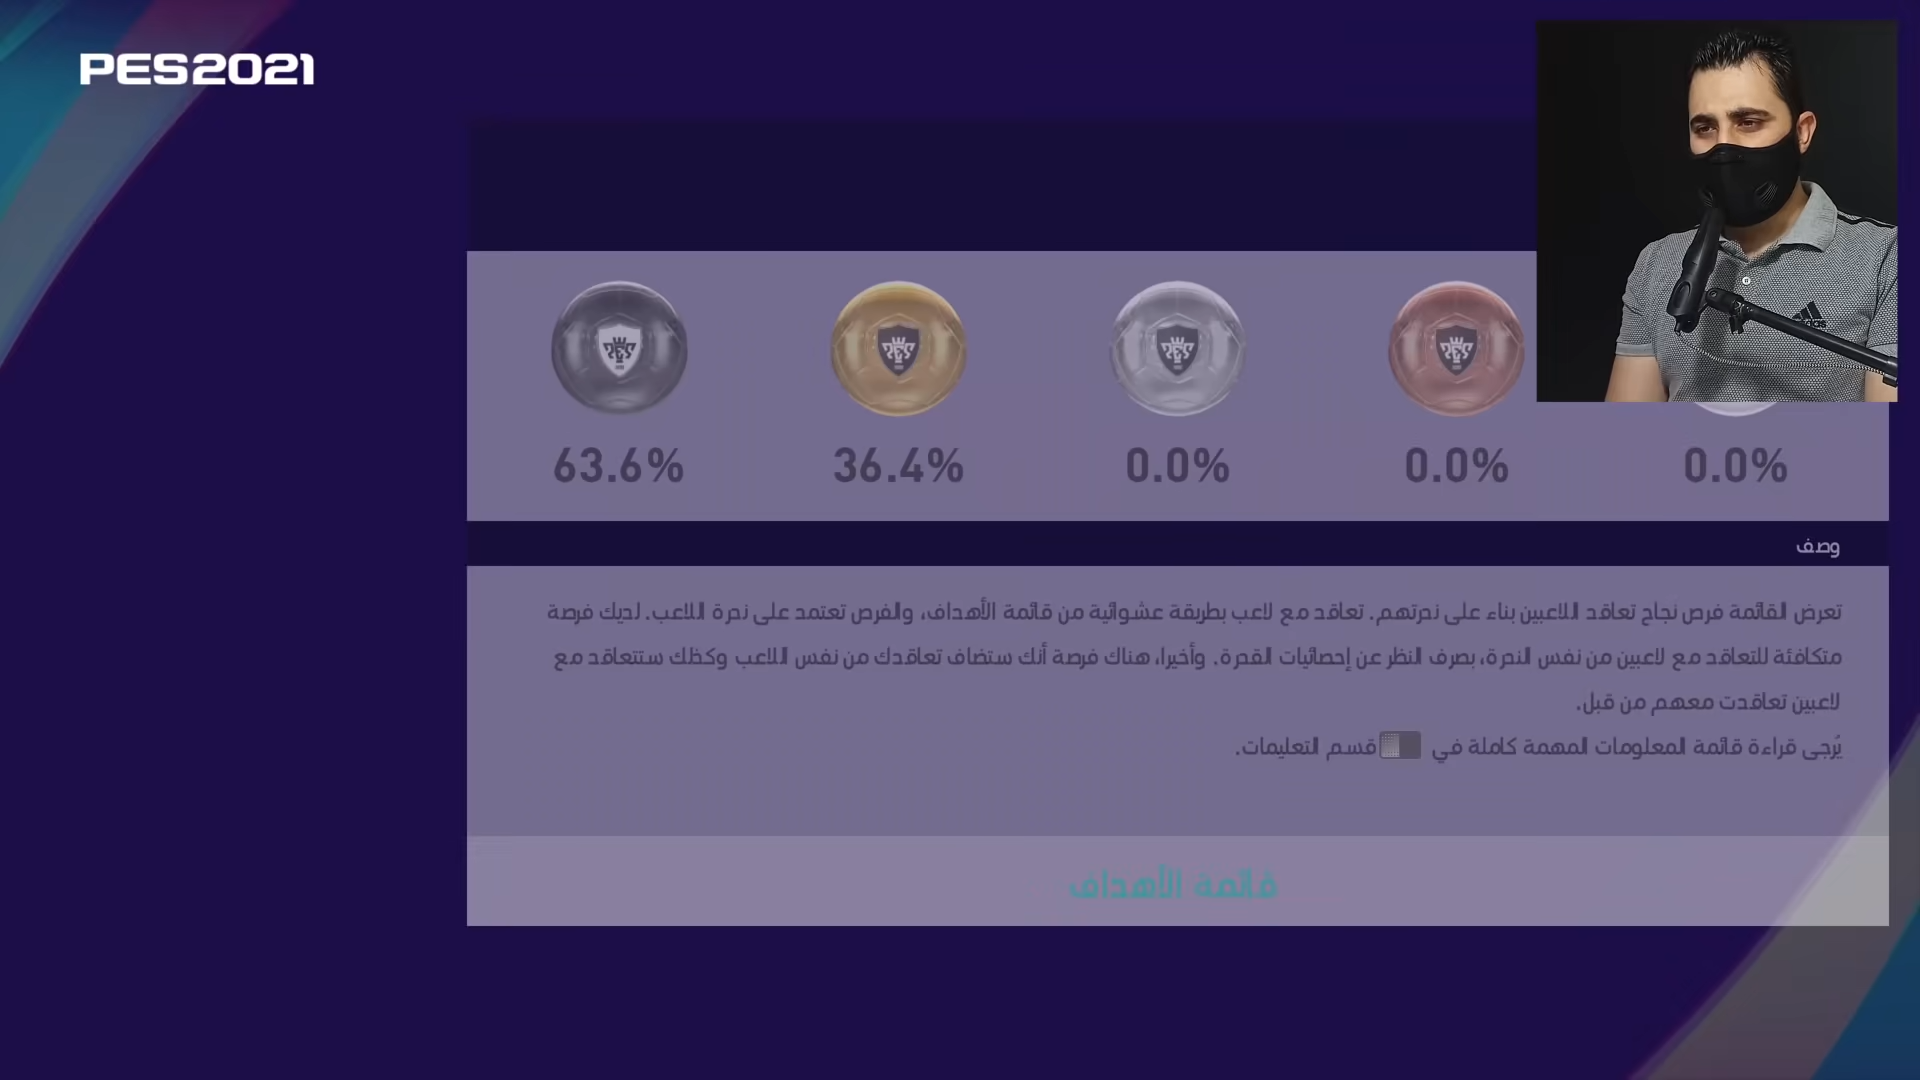 PES2021
63.6% 36.4% 0.0% 0.0% 0.0%
وصف
تعرض القائمة فرص نجاح تعاقد اللاعبين بناء على ندرتهم. تعاقد مع لاعب بطريقة عشوائية من قائمة الأهداف، والفرص تعتمد على ندرة اللاعب. لديك فرصة
متكافئة للتعاقد مع لاعبين من نفس الندرة، بصرف النظر عن إحصائيات القدرة. وأخيرا، هناك فرصة أنك ستضاف تعاقدك من نفس اللاعب وكذلك ستتعاقد مع
لاعبين تعاقدت معهم من قبل.
يُرجى قراءة قائمة المعلومات المهمة كاملة في قسم التعليمات.
قائمة الأهداف